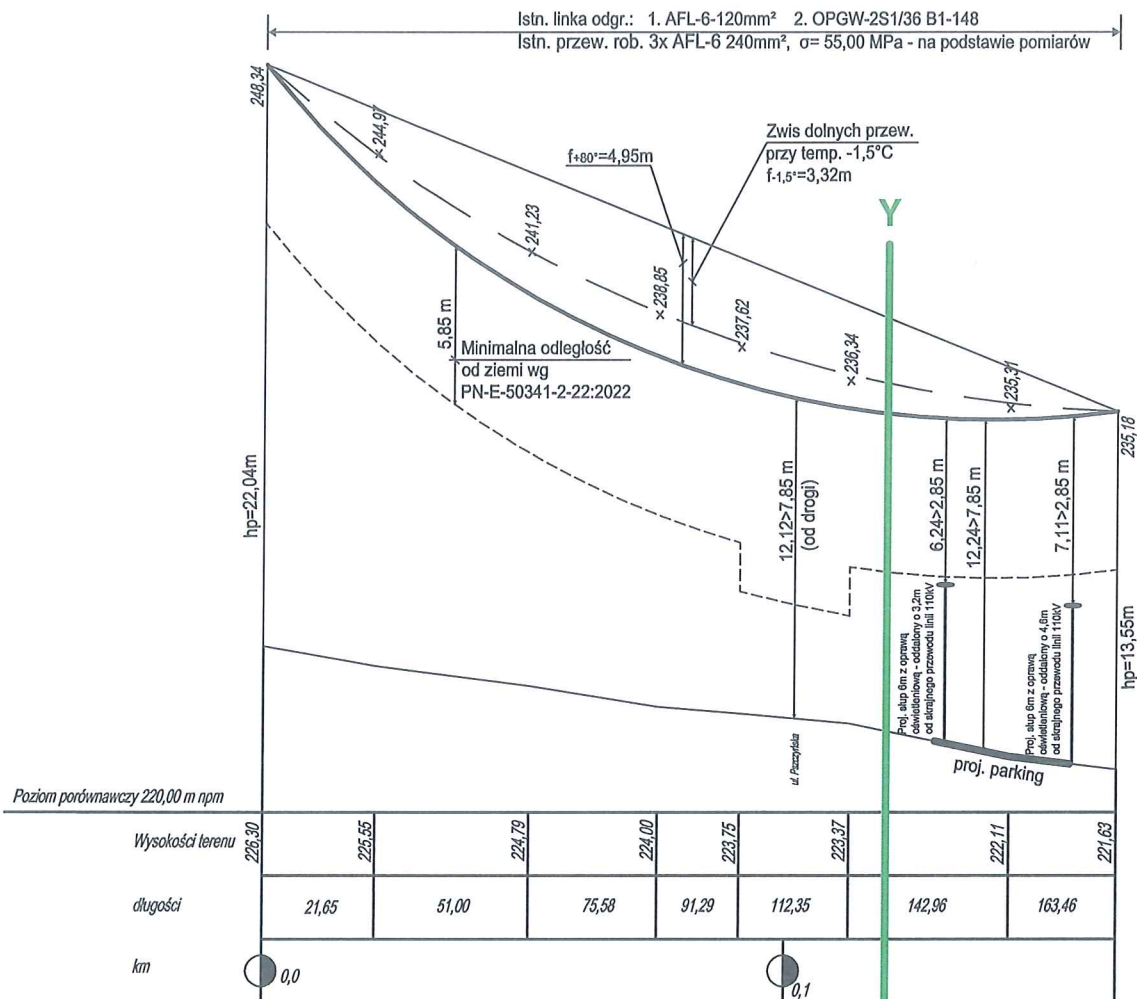 Istn. linka odgr.: 1. AFL-6-120mm² 2. OPGW-2S1/36 B1-148
Istn. przew. rob. 3x AFL-6 240mm², σ= 55,00 MPa - na podstawie pomiarów
248,34
244,97
241,23
238,85
237,62
236,34
235,31
235,18
f+80°=4,95m
Zwis dolnych przew.
przy temp. -1,5°C
f-1,5°=3,32m
Y
5,85 m
Minimalna odległość
od ziemi wg
PN-E-50341-2-22:2022
hp=22,04m
12,12>7,85 m
(od drogi)
6,24>2,85 m
12,24>7,85 m
7,11>2,85 m
hp=13,55m
Proj. słup 6m z oprawą
oświetleniową - oddalony o 3,2m
od skrajnego przewodu linii 110kV
Proj. słup 6m z oprawą
oświetleniową - oddalony o 4,6m
od skrajnego przewodu linii 110kV
ul. Pszczyńska
proj. parking
Poziom porównawczy 220,00 m npm
Wysokości terenu 226,30 225,55 224,79 224,00 223,75 223,37 222,11 221,63
długości 21,65 51,00 75,58 91,29 112,35 142,96 163,46
km 0,0 0,1